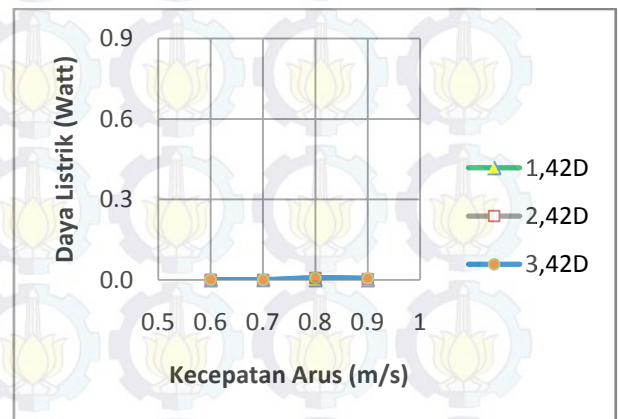 Daya Listrik (Watt)
0.9
0.6
0.3
0.0
0.5 0.6 0.7 0.8 0.9 1
Kecepatan Arus (m/s)
1,42D
2,42D
3,42D